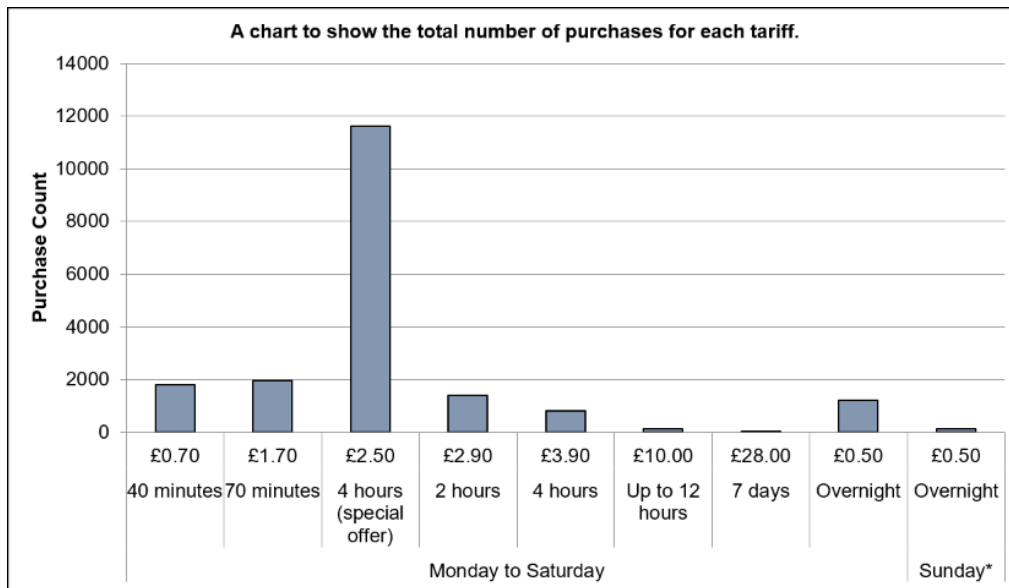 A chart to show the total number of purchases for each tariff.
Purchase Count
14000
12000
10000
8000
6000
4000
2000
0
£0.70 £1.70 £2.50 £2.90 £3.90 £10.00 £28.00 £0.50 £0.50
40 minutes 70 minutes 4 hours 2 hours 4 hours Up to 12 7 days Overnight Overnight
(special hours
offer)
Monday to Saturday Sunday*